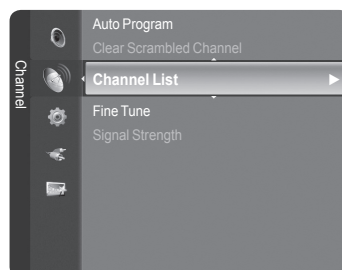 Channel
Auto Program
Clear Scrambled Channel
Channel List
Fine Tune
Signal Strength